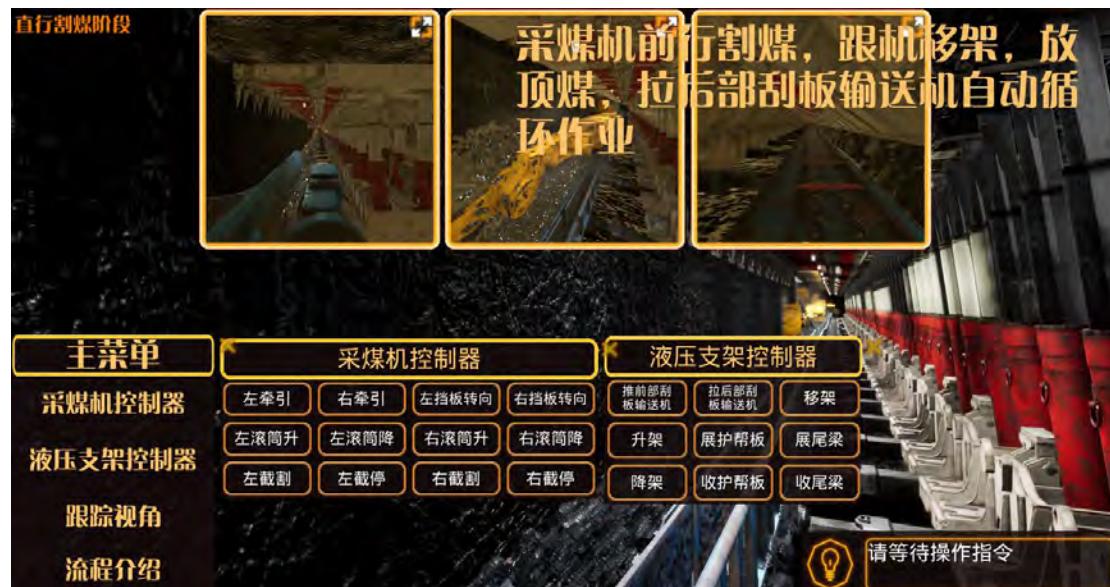 直行割煤阶段
采煤机前行割煤，跟机移架，放
顶煤，拉后部刮板输送机自动循
环作业
主菜单
采煤机控制器
液压支架控制器
跟踪视角
流程介绍
采煤机控制器
左牵引
右牵引
左挡板转向
右挡板转向
左滚筒升
左滚筒降
右滚筒升
右滚筒降
左截割
左截停
右截割
右截停
液压支架控制器
推前部刮
板输送机
拉后部刮
板输送机
移架
升架
展护帮板
展尾梁
降架
收护帮板
收尾梁
请等待操作指令